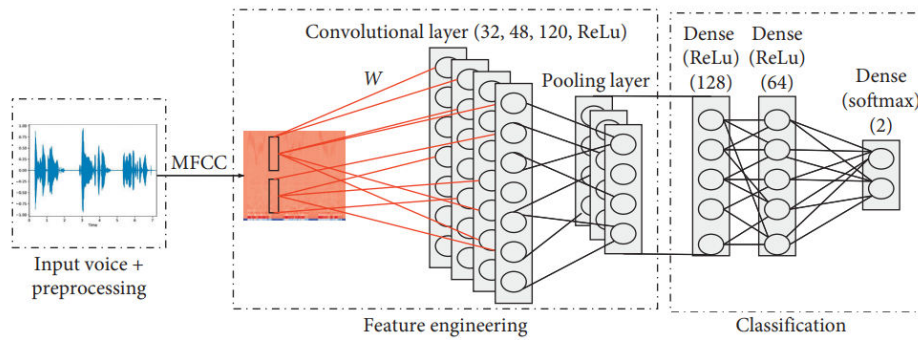 Convolutional layer (32, 48, 120, ReLu)
W
Pooling layer
Dense
(ReLu)
(128)
Dense
(ReLu)
(64)
Dense
(softmax)
(2)
MFCC
Input voice +
preprocessing
Feature engineering
Classification